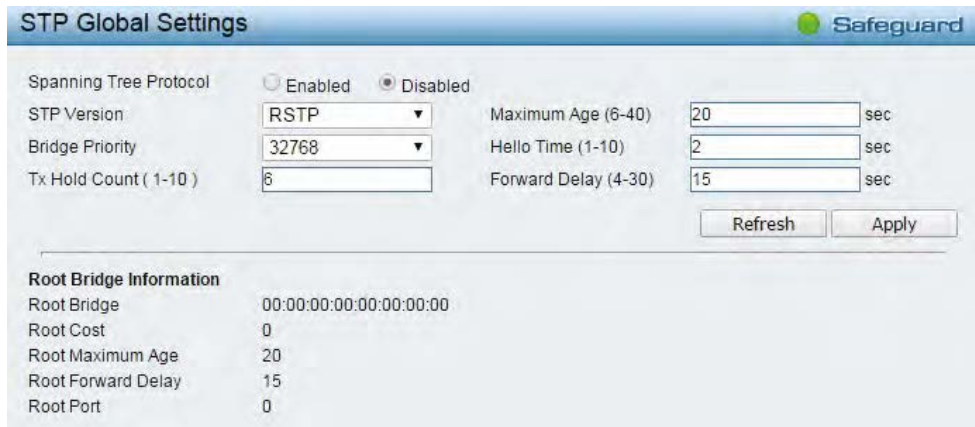 STP Global Settings Safeguard
Spanning Tree Protocol Enabled Disabled
STP Version RSTP Maximum Age (6-40) 20 sec
Bridge Priority 32768 Hello Time (1-10) 2 sec
Tx Hold Count ( 1-10 ) 6 Forward Delay (4-30) 15 sec
Refresh Apply
Root Bridge Information
Root Bridge 00:00:00:00:00:00:00:00
Root Cost 0
Root Maximum Age 20
Root Forward Delay 15
Root Port 0